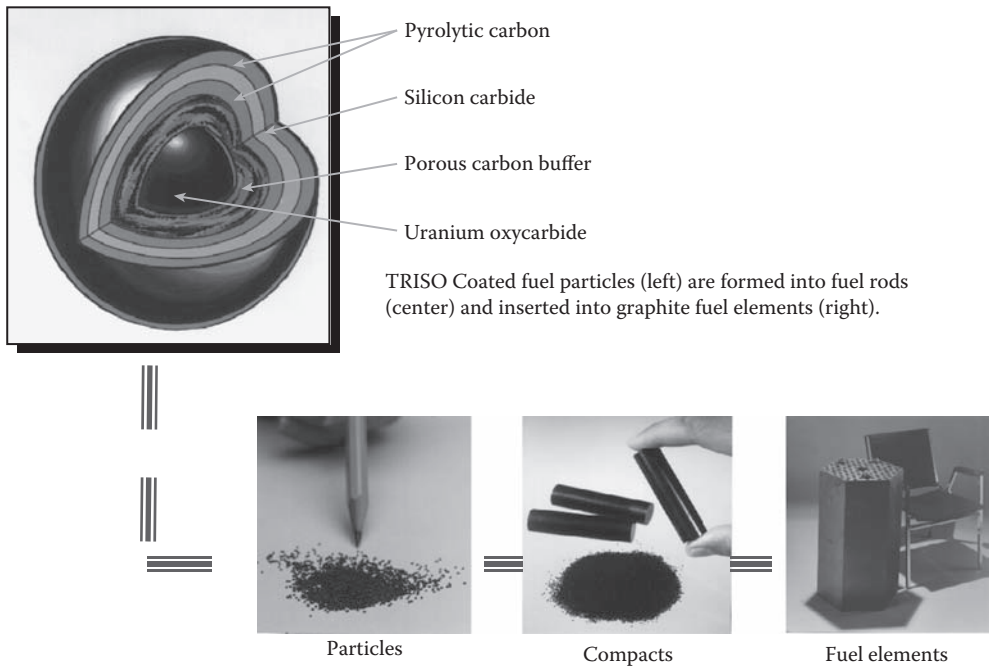 Pyrolytic carbon
Silicon carbide
Porous carbon buffer
Uranium oxycarbide
TRISO Coated fuel particles (left) are formed into fuel rods
(center) and inserted into graphite fuel elements (right).
Particles
Compacts
Fuel elements